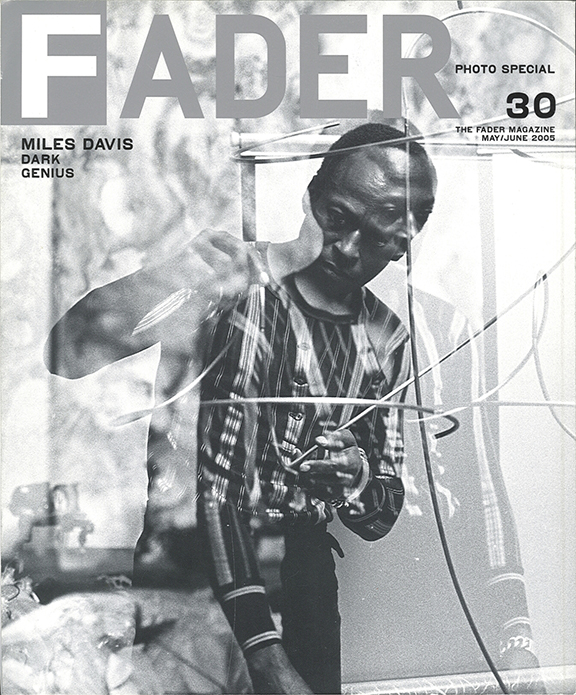 FADER
PHOTO SPECIAL
30
THE FADER MAGAZINE
MAY/JUNE 2005
MILES DAVIS
DARK
GENIUS